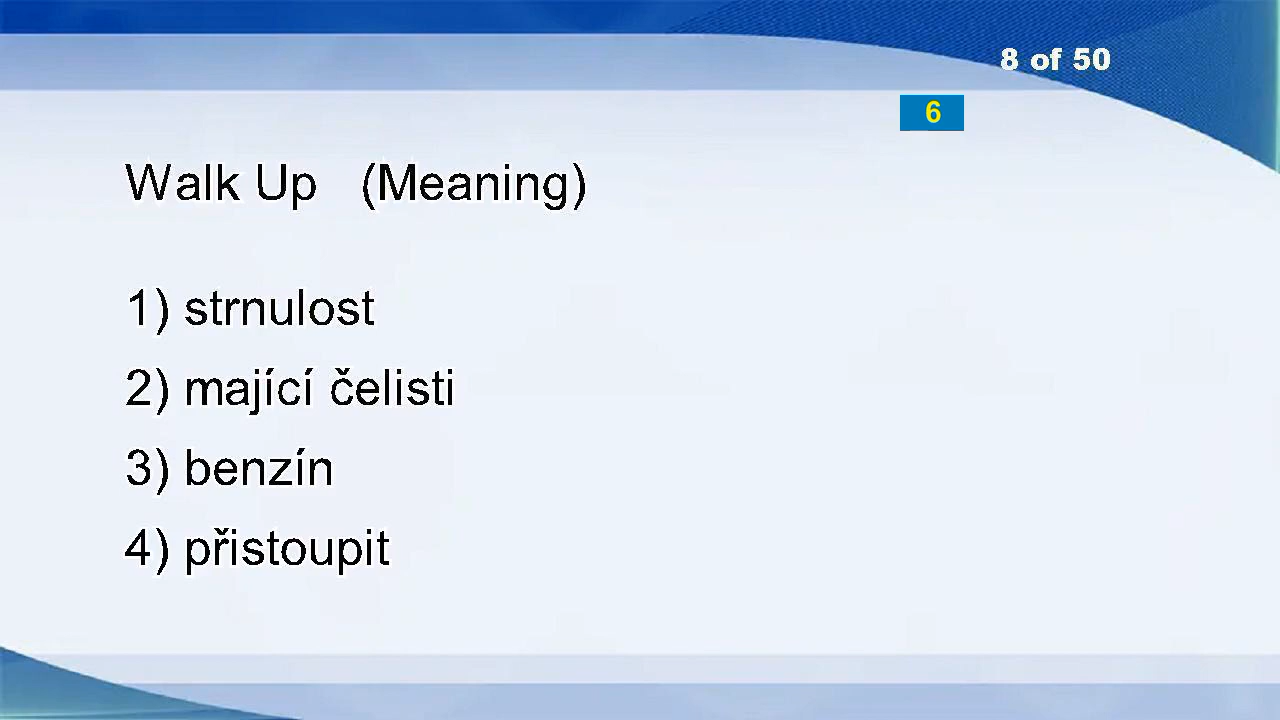 8 of 50
6
Walk Up (Meaning)
1) strnulost
2) mající čelisti
3) benzín
4) přistoupit